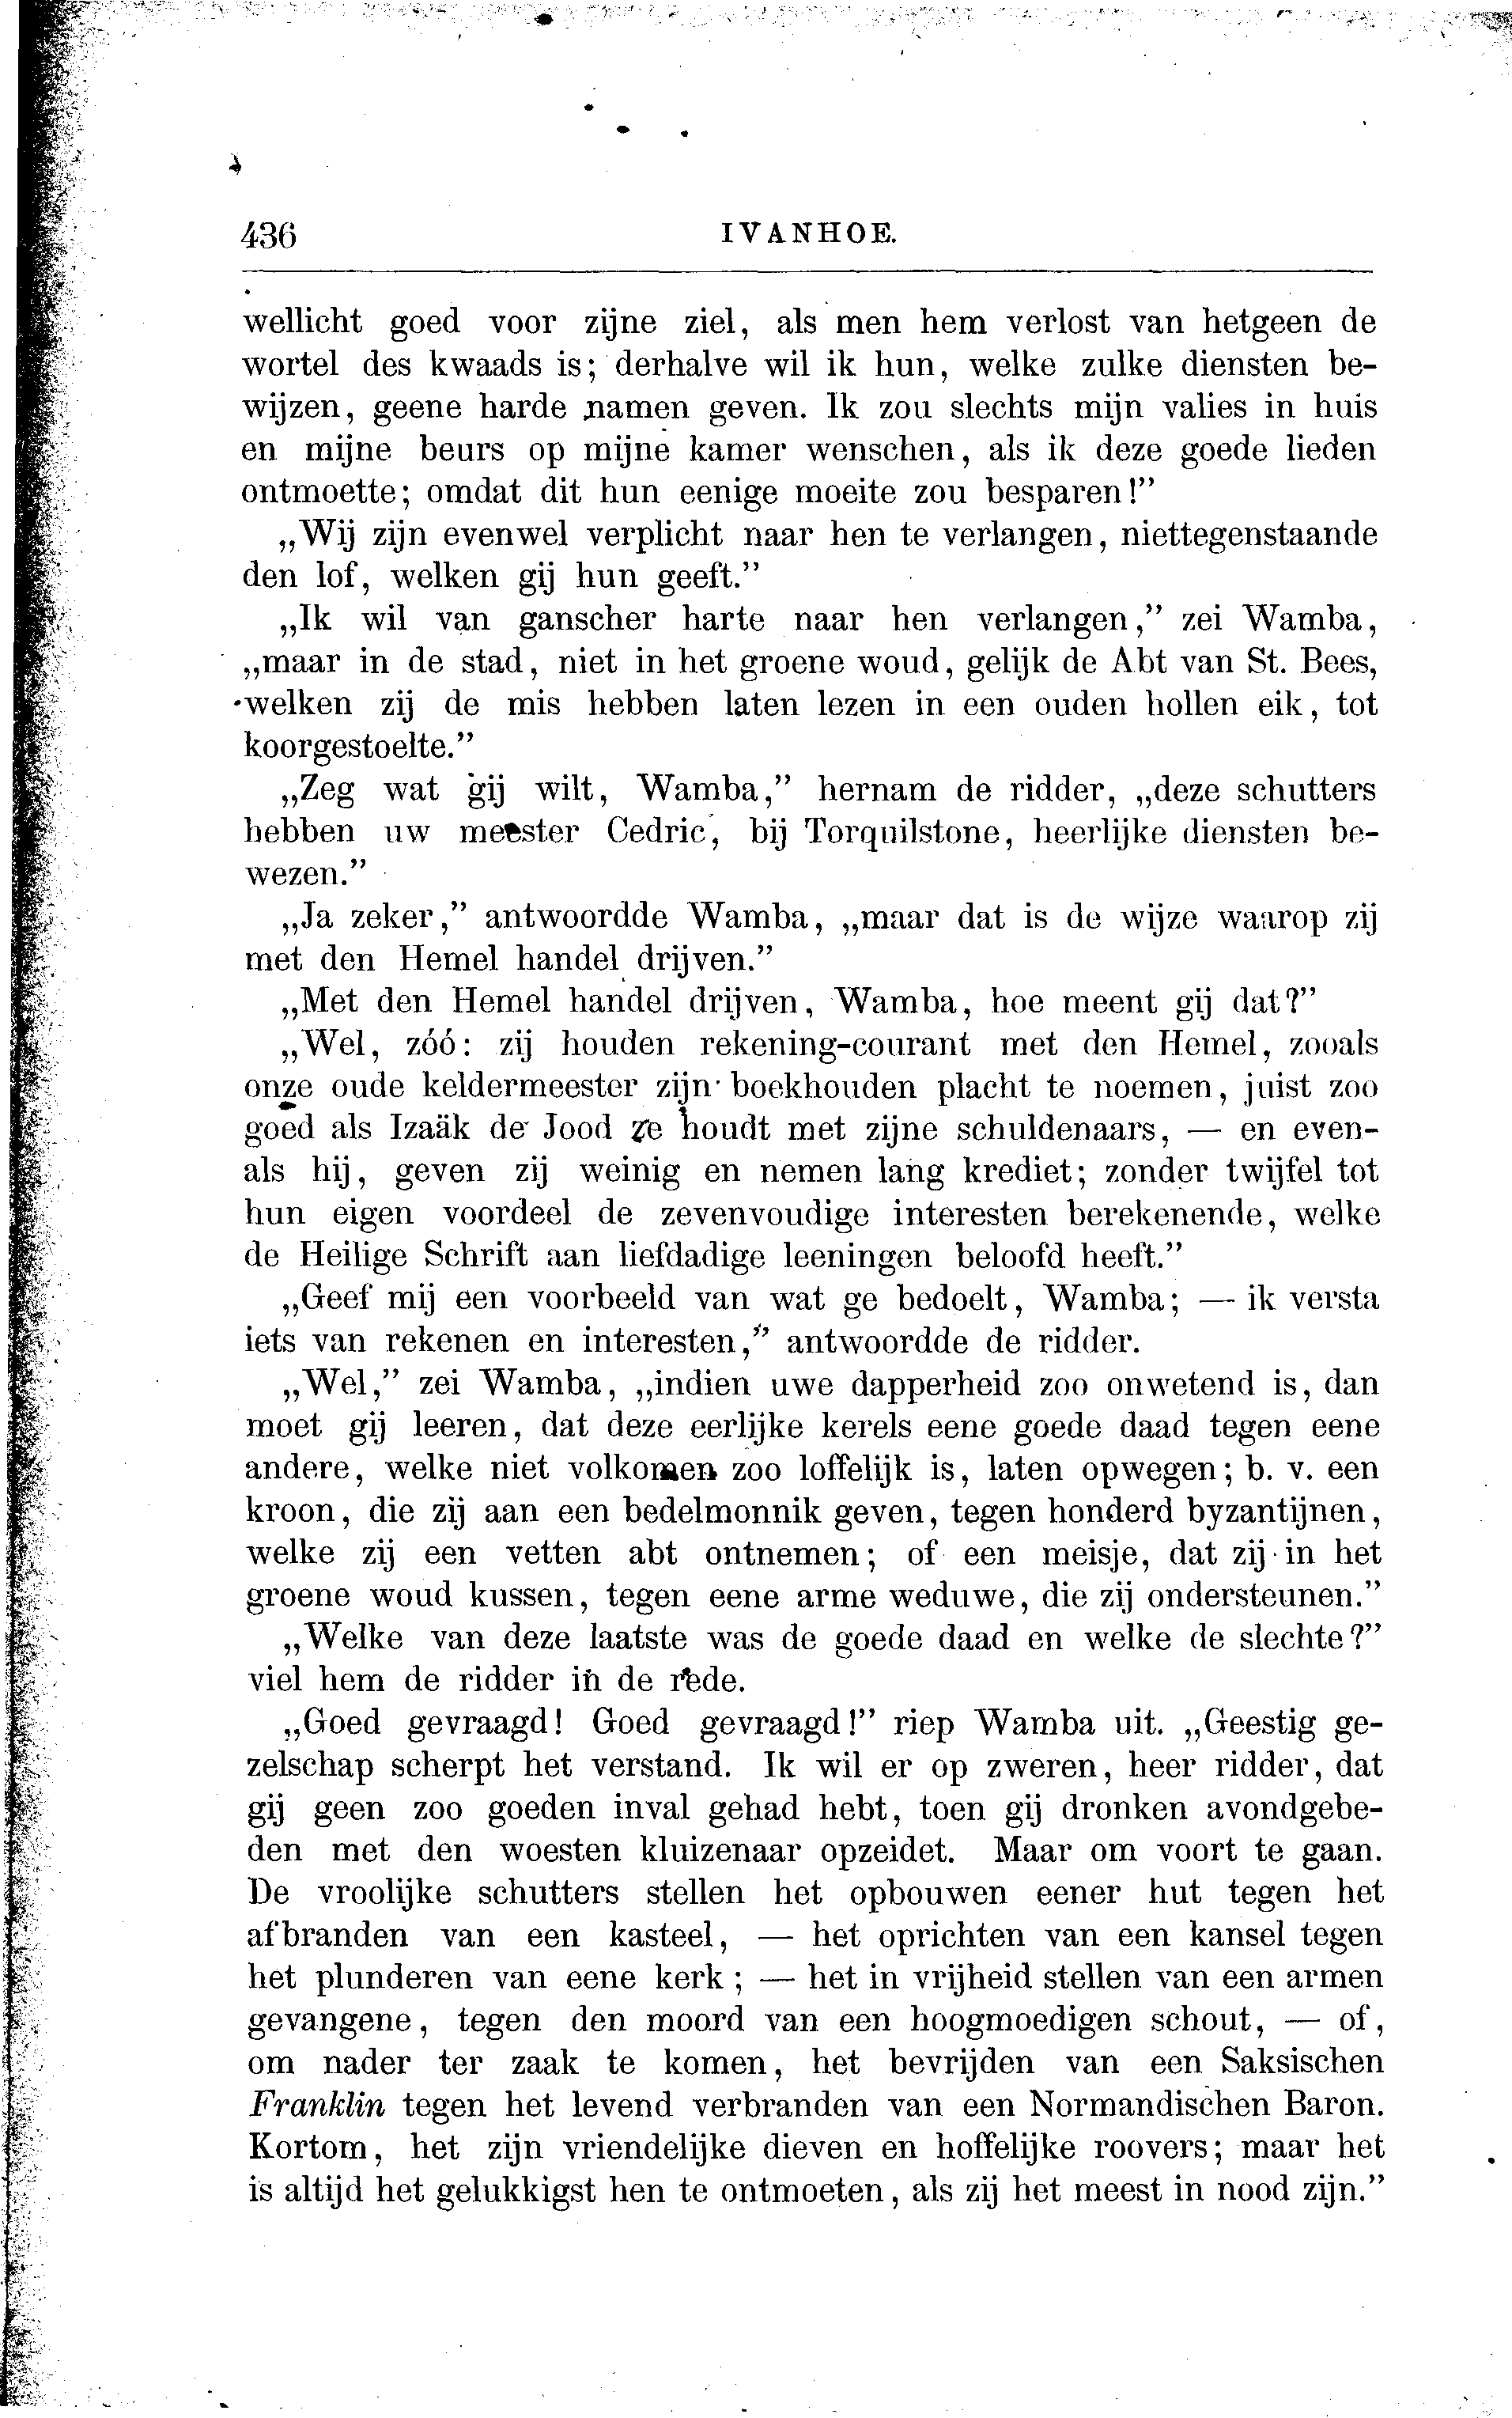 436 IVANHOE.
wellicht goed voor zijne ziel, als men hem verlost van hetgeen de
wortel des kwaads is; derhalve wil ik hun, welke zulke diensten be-
wijzen, geene harde namen geven. Ik zou slechts mijn valies in huis
en mijne beurs op mijne kamer wenschen, als ik deze goede lieden
ontmoette; omdat dit hun eenige moeite zou besparen!”
„Wij zijn evenwel verplicht naar hen te verlangen, niettegenstaande
den lof, welken gij hun geeft.”
„Ik wil van ganscher harte naar hen verlangen,” zei Wamba,
„maar in de stad, niet in het groene woud, gelijk de Abt van St. Bees,
welken zij de mis hebben laten lezen in een ouden hollen eik, tot
koorgestoelte.”
„Zeg wat gij wilt, Wamba,” hernam de ridder, „deze schutters
hebben uw meester Cedric, bij Torquilstone, heerlijke diensten be-
wezen.”
„Ja zeker,” antwoordde Wamba, „maar dat is de wijze waarop zij
met den Hemel handel drijven.”
„Met den Hemel handel drijven, Wamba, hoe meent gij dat?”
„Wel, zóó: zij houden rekening-courant met den Hemel, zooals
onze oude keldermeester zijn boekhouden placht te noemen, juist zoo
goed als Izaäk de Jood ze houdt met zijne schuldenaars, — en even-
als hij, geven zij weinig en nemen lang krediet; zonder twijfel tot
hun eigen voordeel de zevenvoudige interesten berekenende, welke
de Heilige Schrift aan liefdadige leeningen beloofd heeft.”
„Geef mij een voorbeeld van wat ge bedoelt, Wamba; — ik versta
iets van rekenen en interesten,” antwoordde de ridder.
„Wel,” zei Wamba, „indien uwe dapperheid zoo onwetend is, dan
moet gij leeren, dat deze eerlijke kerels eene goede daad tegen eene
andere, welke niet volkomen zoo loffelijk is, laten opwegen; b. v. een
kroon, die zij aan een bedelmonnik geven, tegen honderd byzantijnen,
welke zij een vetten abt ontnemen; of een meisje, dat zij in het
groene woud kussen, tegen eene arme weduwe, die zij ondersteunen.”
„Welke van deze laatste was de goede daad en welke de slechte?”
viel hem de ridder in de rede.
„Goed gevraagd! Goed gevraagd!” riep Wamba uit. „Geestig ge-
zelschap scherpt het verstand. Ik wil er op zweren, heer ridder, dat
gij geen zoo goeden inval gehad hebt, toen gij dronken avondgebe-
den met den woesten kluizenaar opzeidet. Maar om voort te gaan.
De vroolijke schutters stellen het opbouwen eener hut tegen het
afbranden van een kasteel, — het oprichten van een kansel tegen
het plunderen van eene kerk; — het in vrijheid stellen van een armen
gevangene, tegen den moord van een hoogmoedigen schout, — of,
om nader ter zaak te komen, het bevrijden van een Saksischen
Franklin tegen het levend verbranden van een Normandischen Baron.
Kortom, het zijn vriendelijke dieven en hoffelijke roovers; maar het
is altijd het gelukkigst hen te ontmoeten, als zij het meest in nood zijn.”